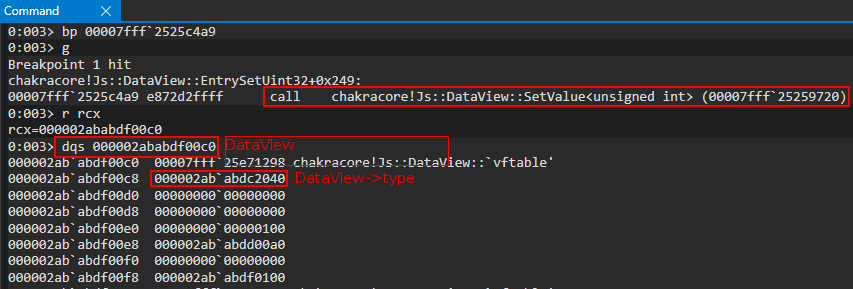 Command X
0:003> bp 00007fff`2525c4a9
0:003> g
Breakpoint 1 hit
chakracore!Js::DataView::EntrySetUint32+0x249:
00007fff`2525c4a9 e872d2ffff call chakracore!Js::DataView::SetValue<unsigned int> (00007fff`25259720)
0:003> r rcx
rcx=000002ababdf00c0
0:003> dqs 000002ababdf00c0 DataView
000002ab`abdf00c0 00007fff`25e71298 chakracore!Js::DataView::`vftable'
000002ab`abdf00c8 000002ab`abdc2040 DataView->type
000002ab`abdf00d0 00000000`00000000
000002ab`abdf00d8 00000000`00000000
000002ab`abdf00e0 00000000`00000100
000002ab`abdf00e8 000002ab`abdd00a0
000002ab`abdf00f0 00000000`00000000
000002ab`abdf00f8 000002ab`abdf0100